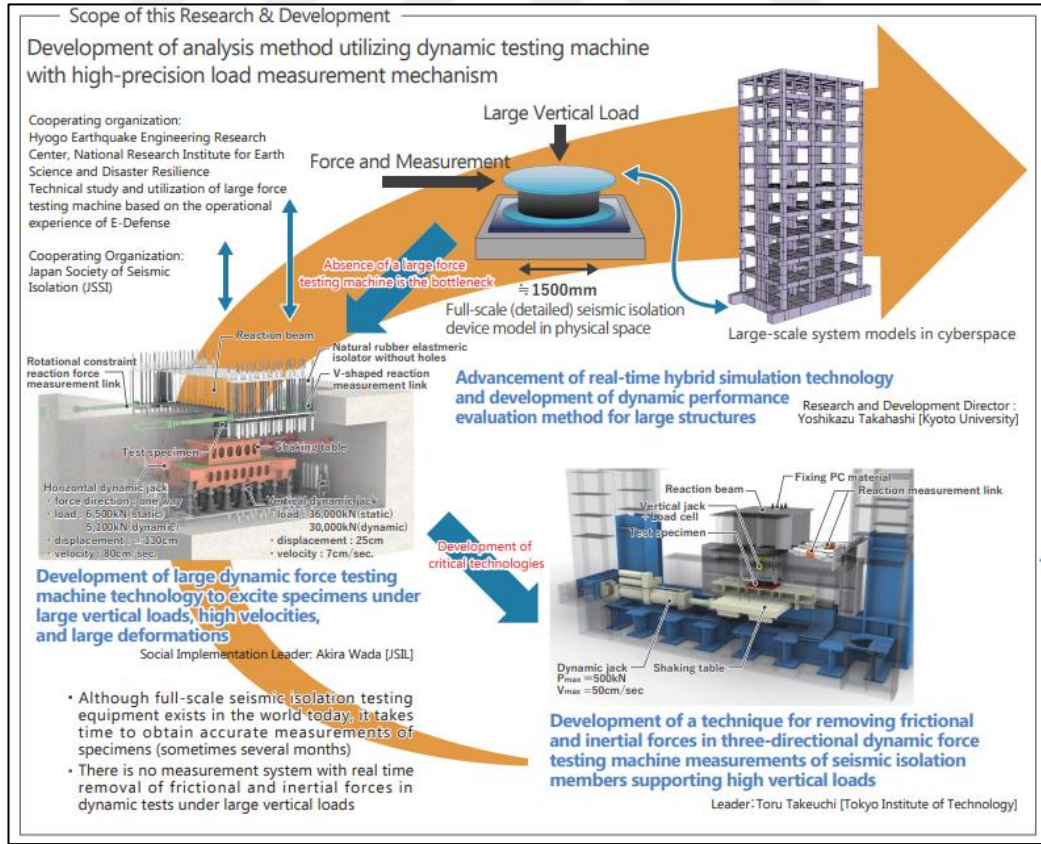 Scope of this Research & Development
Development of analysis method utilizing dynamic testing machine
with high-precision load measurement mechanism
Cooperating organization:
Hyogo Earthquake Engineering Research
Center, National Research Institute for Earth
Science and Disaster Resilience
Technical study and utilization of large force
testing machine based on the operational
experience of E-Defense
Cooperating Organization:
Japan Society of Seismic
Isolation (JSSI)
Large Vertical Load
Force and Measurement
Absence of a large force
testing machine is the bottleneck
≒1500mm
Full-scale (detailed) seismic isolation
device model in physical space
Large-scale system models in cyberspace
Advancement of real-time hybrid simulation technology
and development of dynamic performance
evaluation method for large structures
Research and Development Director :
Yoshikazu Takahashi [Kyoto University]
Reaction beam
Natural rubber elastmeric
isolator without holes
Rotational constraint
reaction force
measurement link
V-shaped reaction
measurement link
Test specimen
Shaking table
Horizontal dynamic jack
・force direction : one way
・load : 6,500kN(static)
5,100kN(dynamic)
・displacement : ±130cm
・velocity : 80cm/sec.
Vertical dynamic jack
・load : 36,000kN(static)
30,000kN(dynamic)
・displacement : 25cm
・velocity : 7cm/sec.
Development of large dynamic force testing
machine technology to excite specimens under
large vertical loads, high velocities,
and large deformations
Social Implementation Leader: Akira Wada [JSIL]
・Although full-scale seismic isolation testing
equipment exists in the world today, it takes
time to obtain accurate measurements of
specimens (sometimes several months)
・There is no measurement system with real time
removal of frictional and inertial forces in
dynamic tests under large vertical loads
Development of
critical technologies
Fixing PC material
Reaction beam
Reaction measurement link
Vertical jack
+Load cell
Test specimen
Dynamic jack
Pmax =500kN
Vmax =50cm/sec
Shaking table
Development of a technique for removing frictional
and inertial forces in three-directional dynamic force
testing machine measurements of seismic isolation
members supporting high vertical loads
Leader：Toru Takeuchi [Tokyo Institute of Technology]